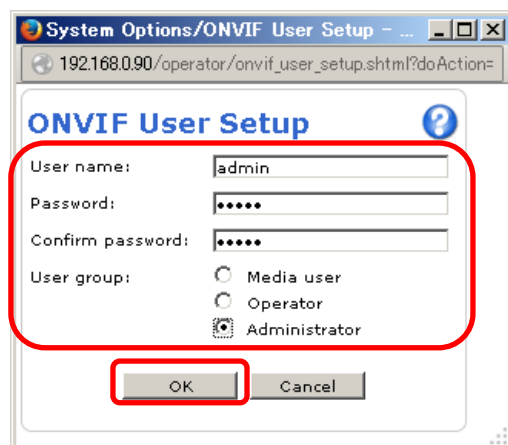 System Options/ONVIF User Setup - ...
192.168.0.90/operator/onvif_user_setup.shtml?doAction=
ONVIF User Setup
User name: admin
Password: •••••
Confirm password: •••••
User group: Media user
Operator
Administrator
OK Cancel